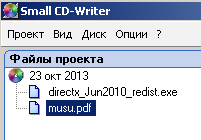 Small CD-Writer
Проект Вид Диск Опции ?
Файлы проекта
23 окт 2013
directx_Jun2010_redist.exe
musu.pdf